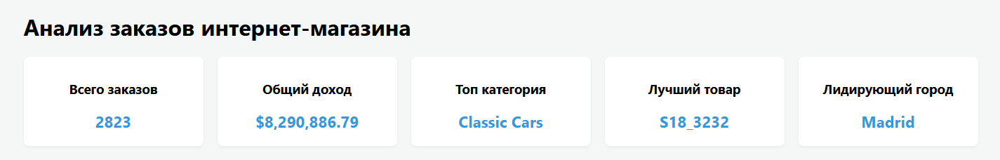 Анализ заказов интернет-магазина
Всего заказов
2823
Общий доход
$8,290,886.79
Топ категория
Classic Cars
Лучший товар
S18_3232
Лидирующий город
Madrid